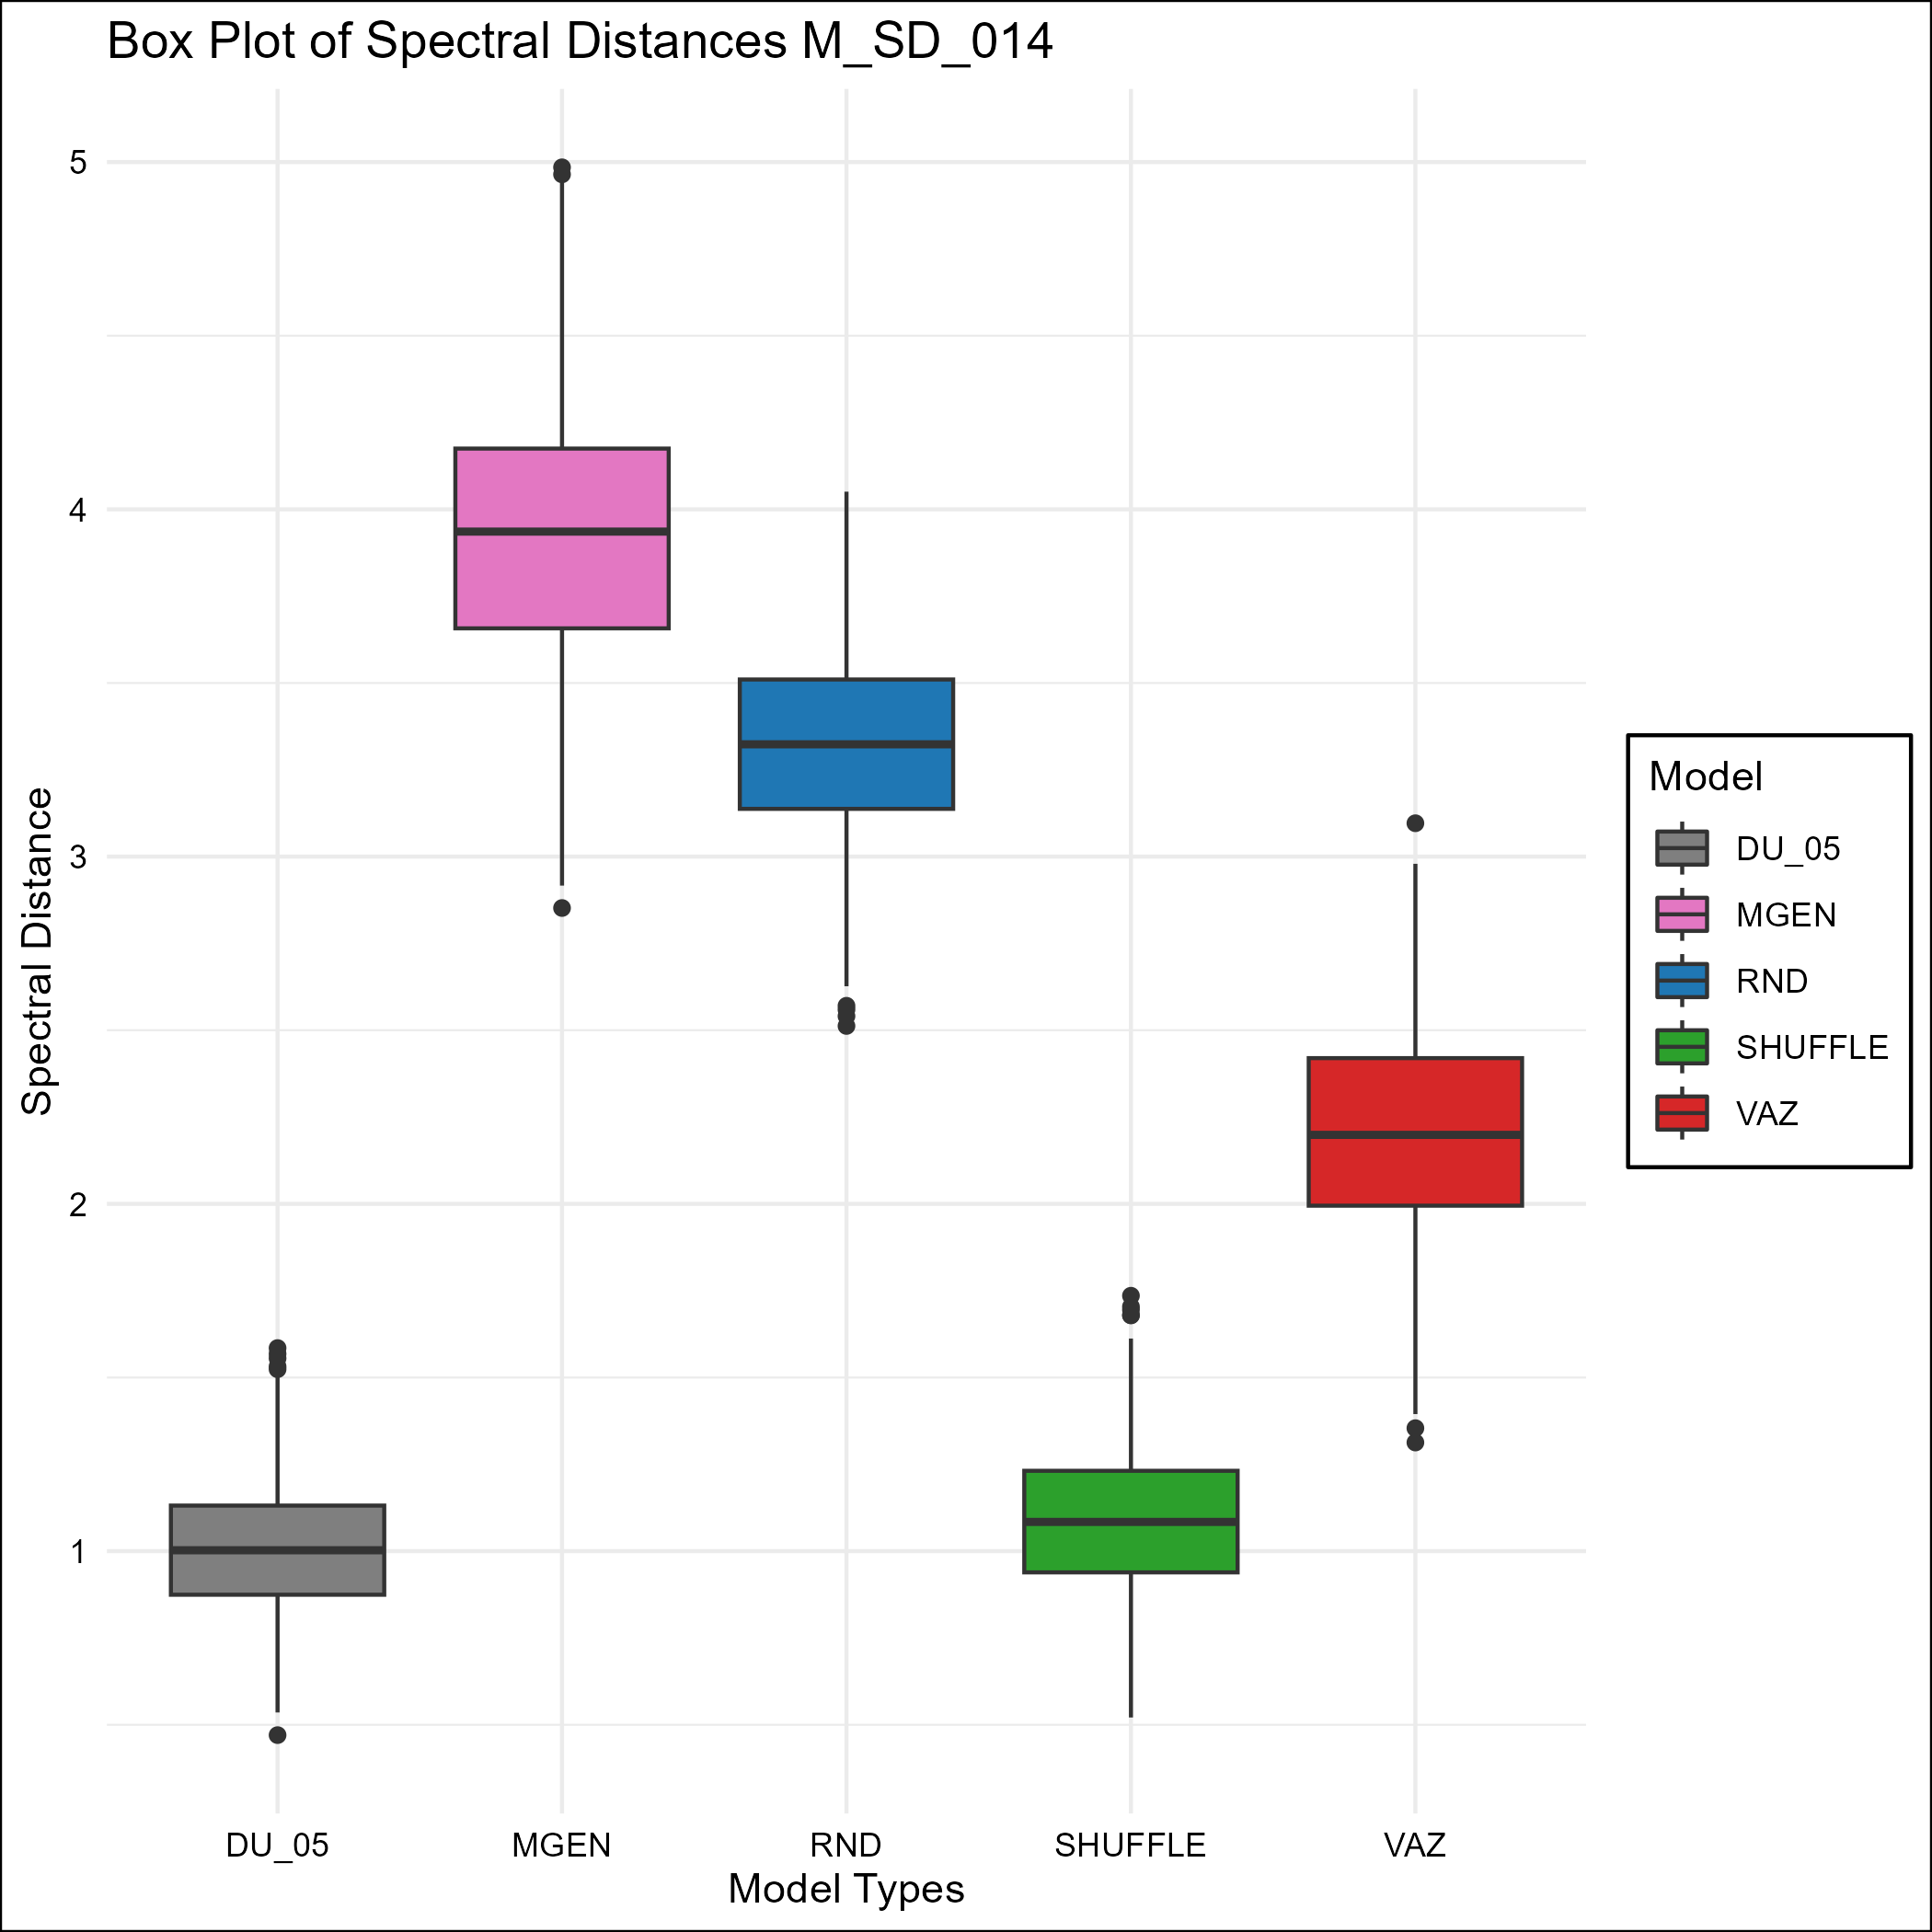 Box Plot of Spectral Distances M_SD_014
Spectral Distance
5
4
3
2
1
DU_05
MGEN
RND
SHUFFLE
VAZ
Model Types
Model
DU_05
MGEN
RND
SHUFFLE
VAZ